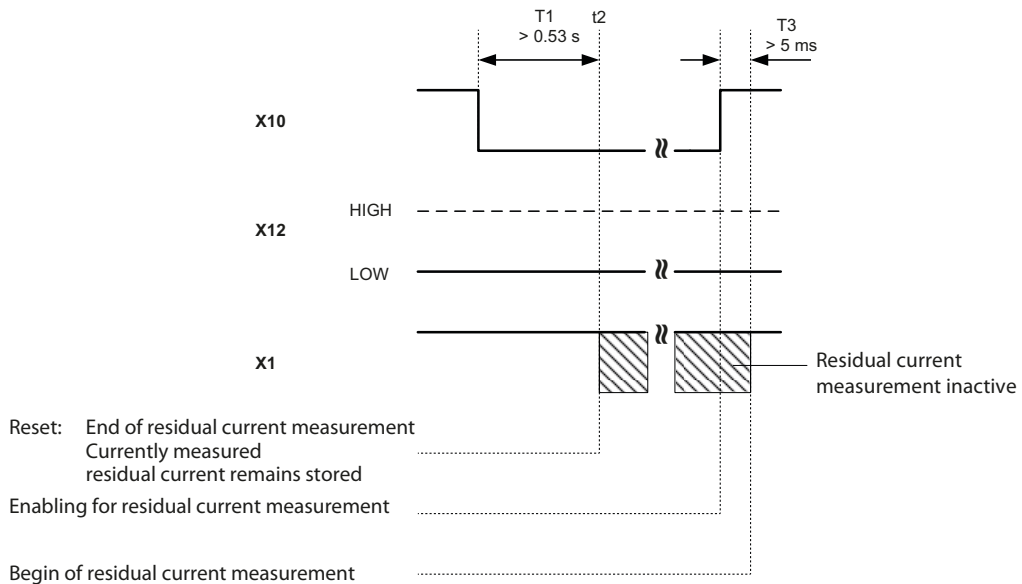 T1
> 0.53 s
t2
T3
> 5 ms
X10
HIGH
X12
LOW
X1
Residual current
measurement inactive
Reset: End of residual current measurement
Currently measured
residual current remains stored
Enabling for residual current measurement
Begin of residual current measurement